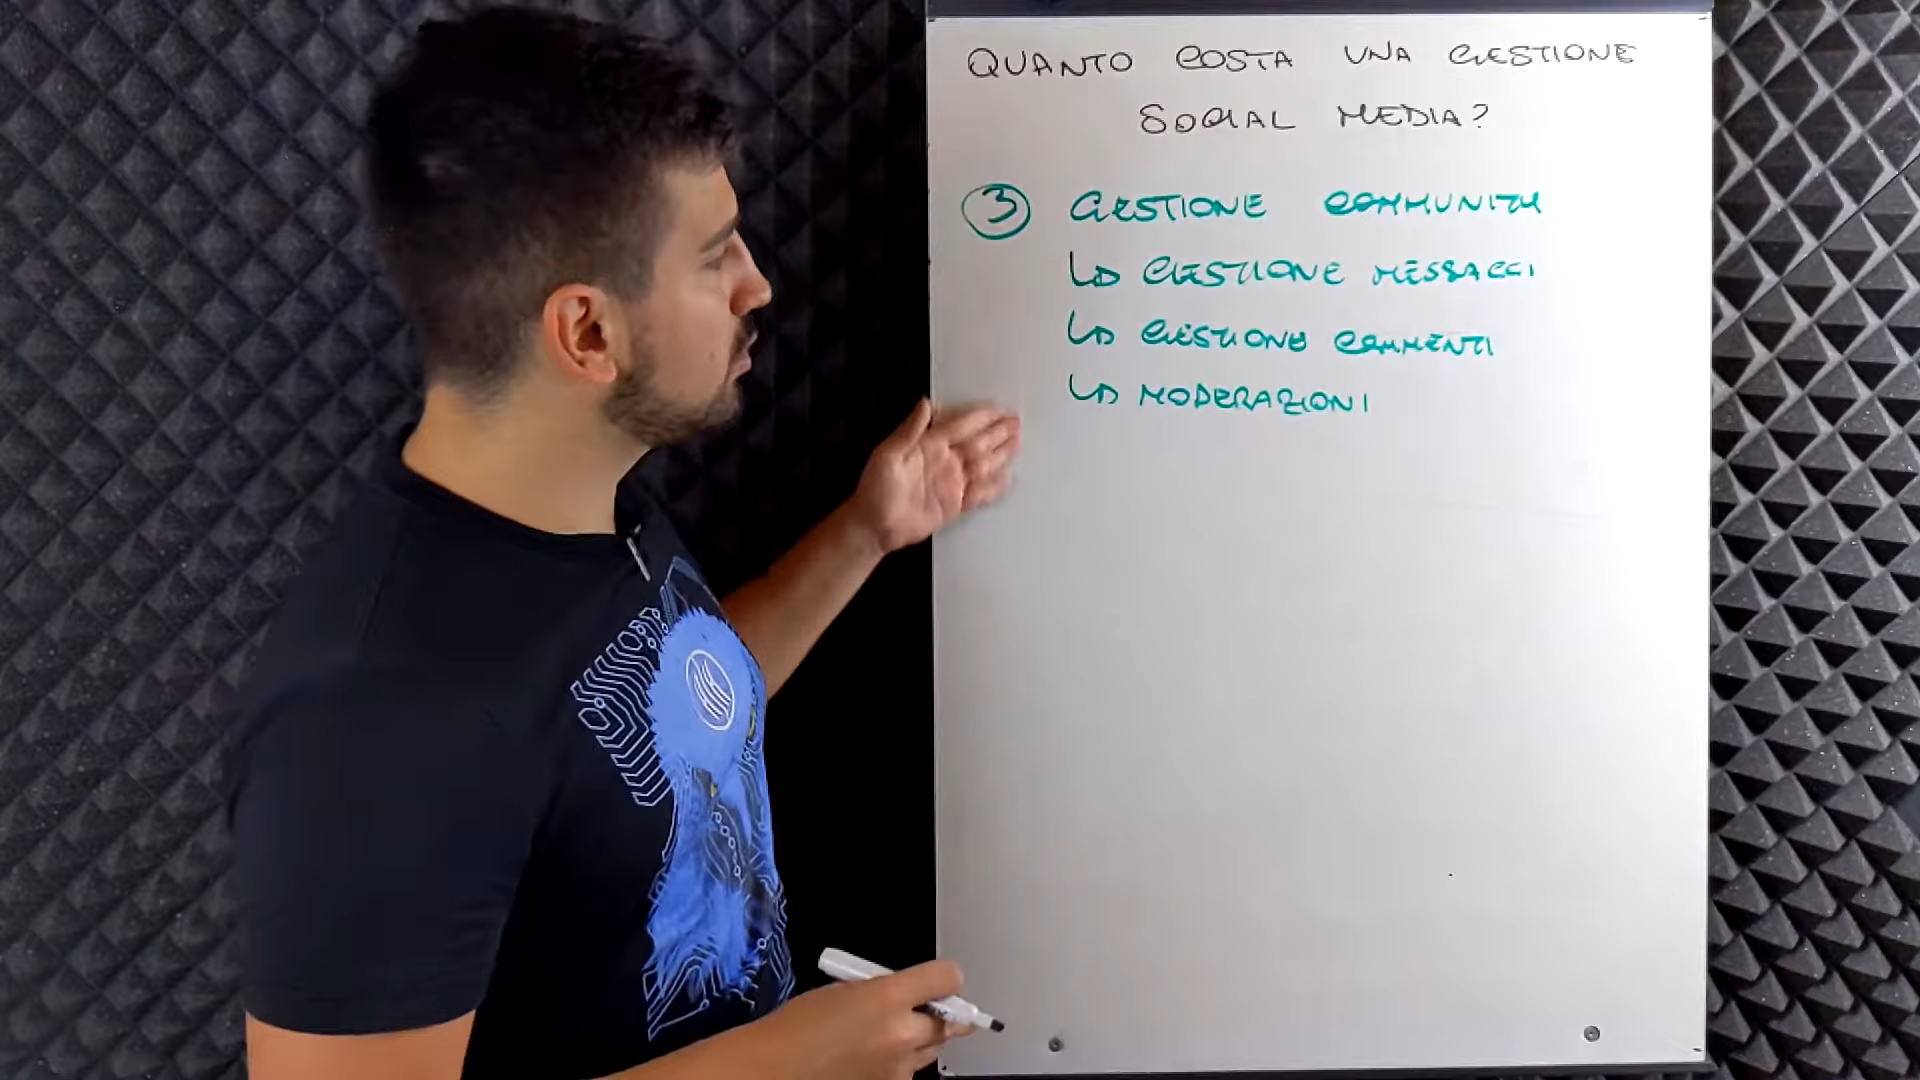 QUANTO COSTA UNA GESTIONE
SOCIAL MEDIA?
3 GESTIONE COMMUNITY
↳ GESTIONE MESSAGGI
↳ GESTIONE COMMENTI
↳ MODERAZIONI